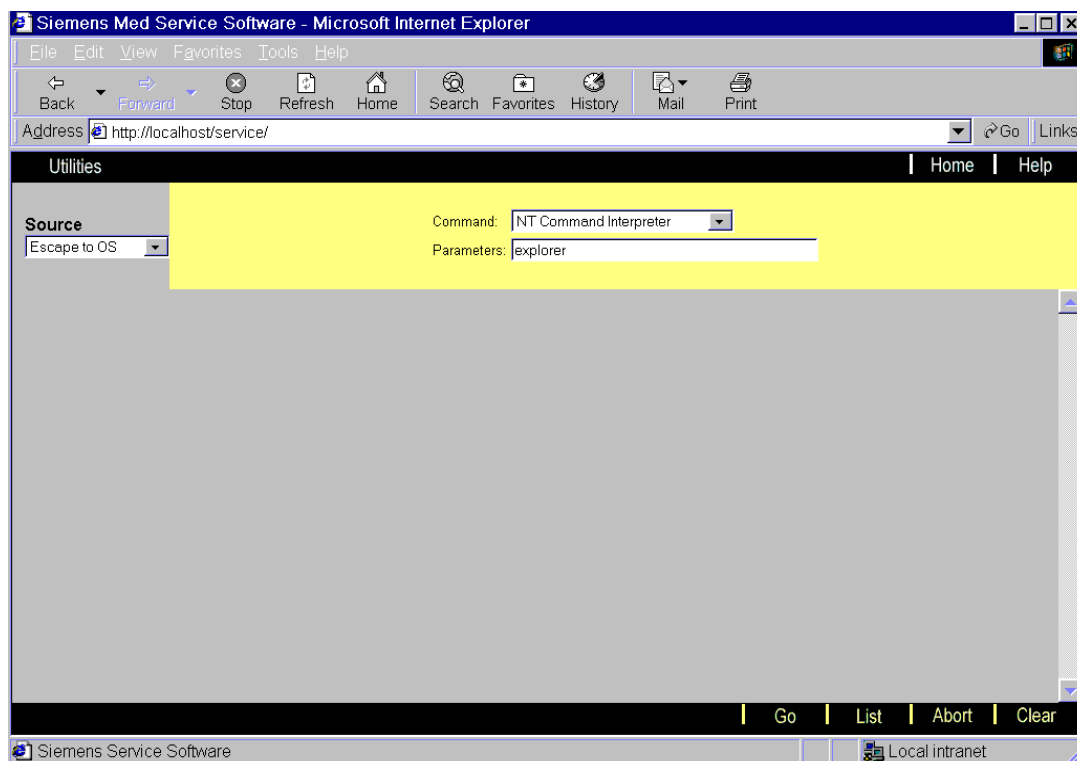 Siemens Med Service Software - Microsoft Internet Explorer
File Edit View Favorites Tools Help
Back Forward Stop Refresh Home Search Favorites History Mail Print
Address http://localhost/service/ Go Links
Utilities Home Help
Source
Command: NT Command Interpreter
Escape to OS
Parameters: explorer
Go List Abort Clear
Siemens Service Software Local intranet